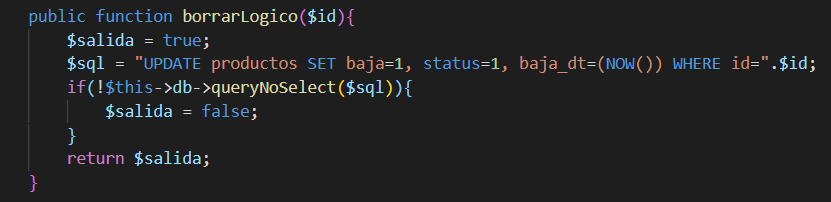 public function borrarLogico($id){
    $salida = true;
    $sql = "UPDATE productos SET baja=1, status=1, baja_dt=(NOW()) WHERE id=".$id;
    if(!$this->db->queryNoSelect($sql)){
        $salida = false;
    }
    return $salida;
}